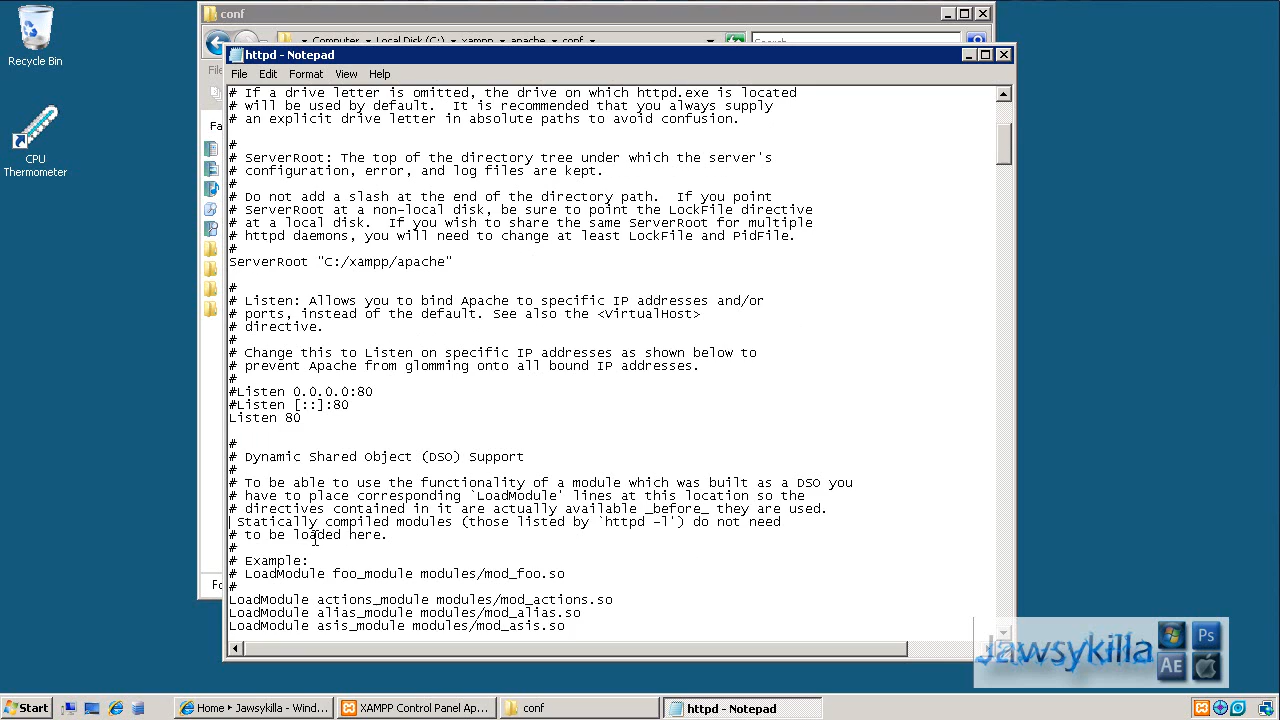 Recycle Bin
CPU
Thermometer
conf
Computer Local Disk (C:) xampp apache conf
Search
httpd - Notepad
File Edit Format View Help
# If a drive letter is omitted, the drive on which httpd.exe is located
# will be used by default.  It is recommended that you always supply
# an explicit drive letter in absolute paths to avoid confusion.
#
# ServerRoot: The top of the directory tree under which the server's
# configuration, error, and log files are kept.
#
# Do not add a slash at the end of the directory path.  If you point
# ServerRoot at a non-local disk, be sure to point the LockFile directive
# at a local disk.  If you wish to share the same ServerRoot for multiple
# httpd daemons, you will need to change at least LockFile and PidFile.
#
ServerRoot "C:/xampp/apache"
#
# Listen: Allows you to bind Apache to specific IP addresses and/or
# ports, instead of the default. See also the <VirtualHost>
# directive.
#
# Change this to Listen on specific IP addresses as shown below to
# prevent Apache from glomming onto all bound IP addresses.
#
#Listen 0.0.0.0:80
#Listen [::]:80
Listen 80
#
# Dynamic Shared Object (DSO) Support
#
# To be able to use the functionality of a module which was built as a DSO you
# have to place corresponding `LoadModule' lines at this location so the
# directives contained in it are actually available _before_ they are used.
Statically compiled modules (those listed by `httpd -l') do not need
# to be loaded here.
#
# Example:
# LoadModule foo_module modules/mod_foo.so
#
LoadModule actions_module modules/mod_actions.so
LoadModule alias_module modules/mod_alias.so
LoadModule asis_module modules/mod_asis.so
Jawsykilla
Ps
AE
Start
Home ▸ Jawsykilla - Wind...
XAMPP Control Panel Ap...
conf
httpd - Notepad